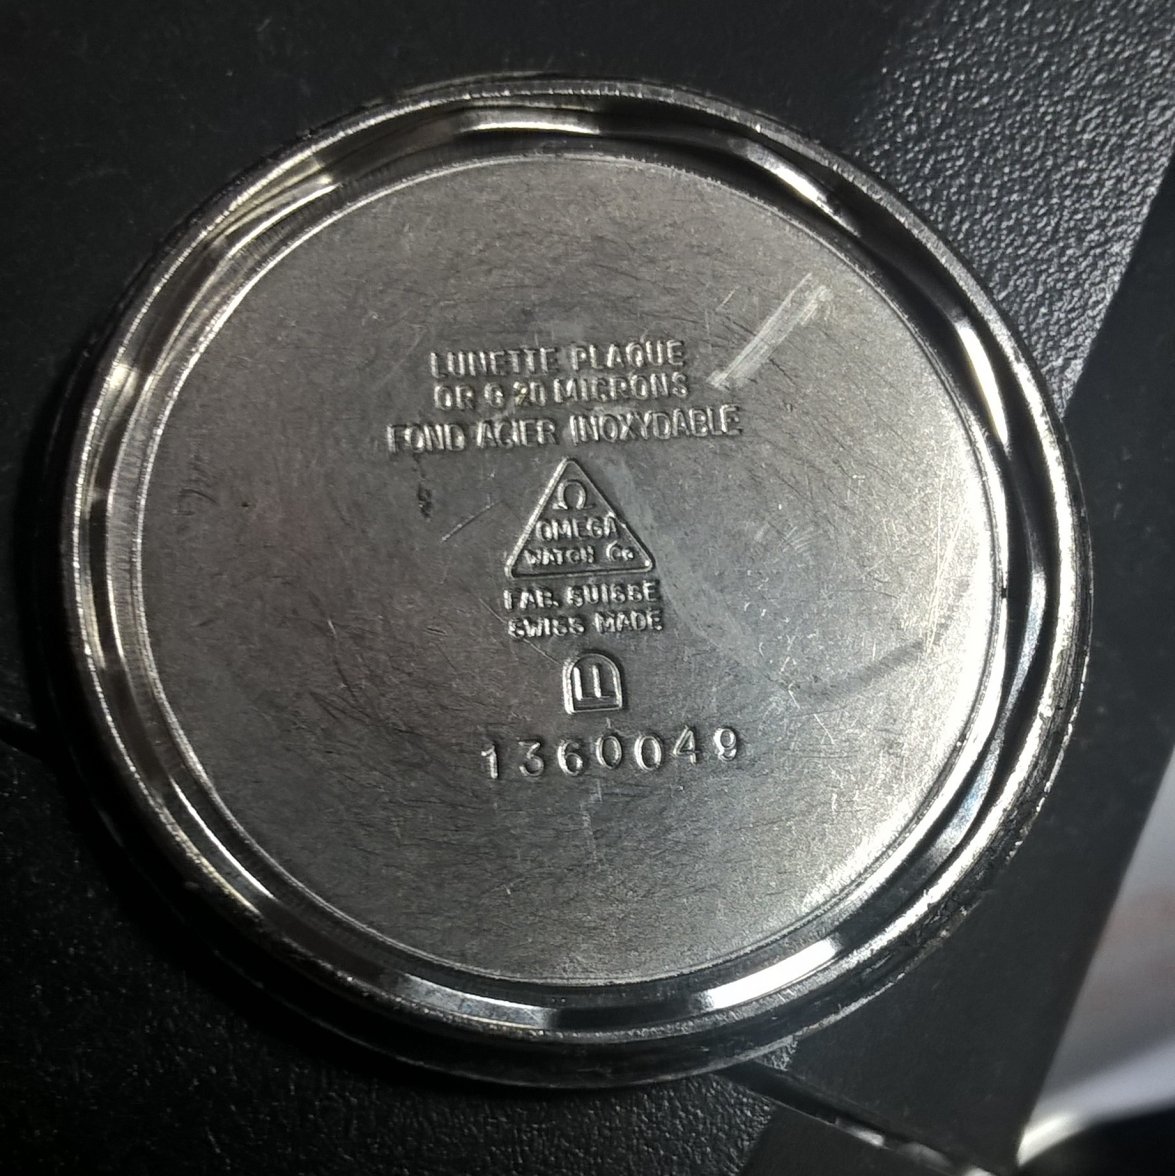 LUNETTE PLAQUE
OR G 20 MICRONS
FOND ACIER INOXYDABLE
Ω
OMEGA
WATCH Co
FAB. SUISSE
SWISS MADE
1360049